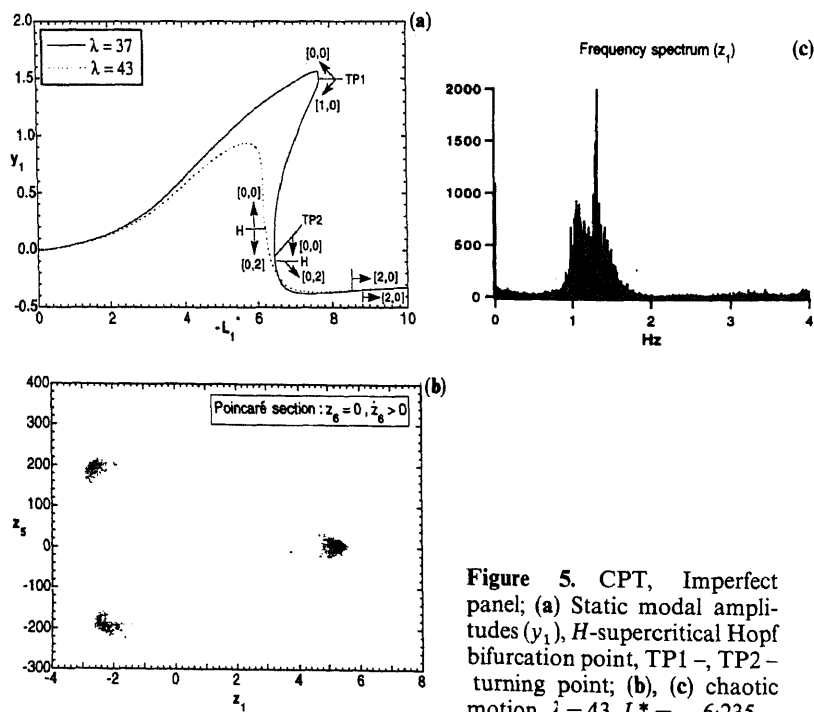 (a)
2.0
1.5
1.0
0.5
0.0
-0.5
y₁
λ = 37
λ = 43
[0,0]
TP1
[1,0]
[0,0]
H
[0,2]
TP2
[0,0]
H
[0,2]
[2,0]
[2,0]
0 2 4 6 8 10
-L₁*
Frequency spectrum (z₁)
(c)
2000
1500
1000
500
0
0 1 2 3 4
Hz
(b)
400
300
200
100
0
-100
-200
-300
z₅
Poincaré section : z₆ = 0 , ż₆ > 0
-4 -2 0 2 4 6 8
z₁
Figure 5. CPT, Imperfect
panel; (a) Static modal ampli-
tudes (y₁), H-supercritical Hopf
bifurcation point, TP1 –, TP2 –
turning point; (b), (c) chaotic
motion, λ = 43, L* = 6·235